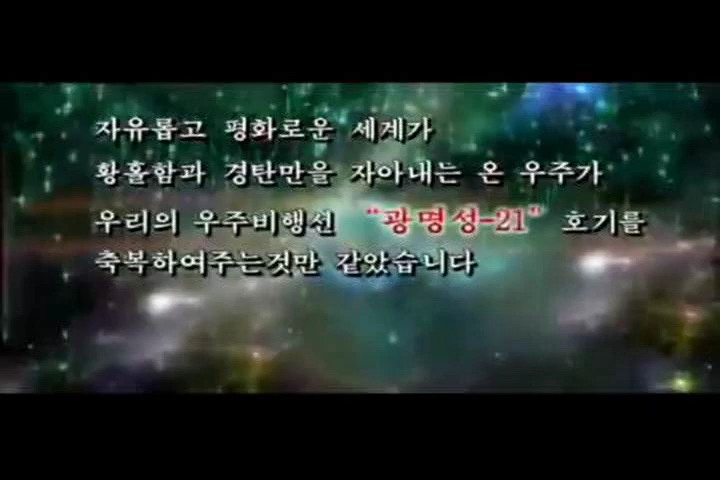 자유롭고 평화로운 세계가
황홀함과 경탄만을 자아내는 온 우주가
우리의 우주비행선 “광명성-21” 호기를
축복하여주는것만 같았습니다